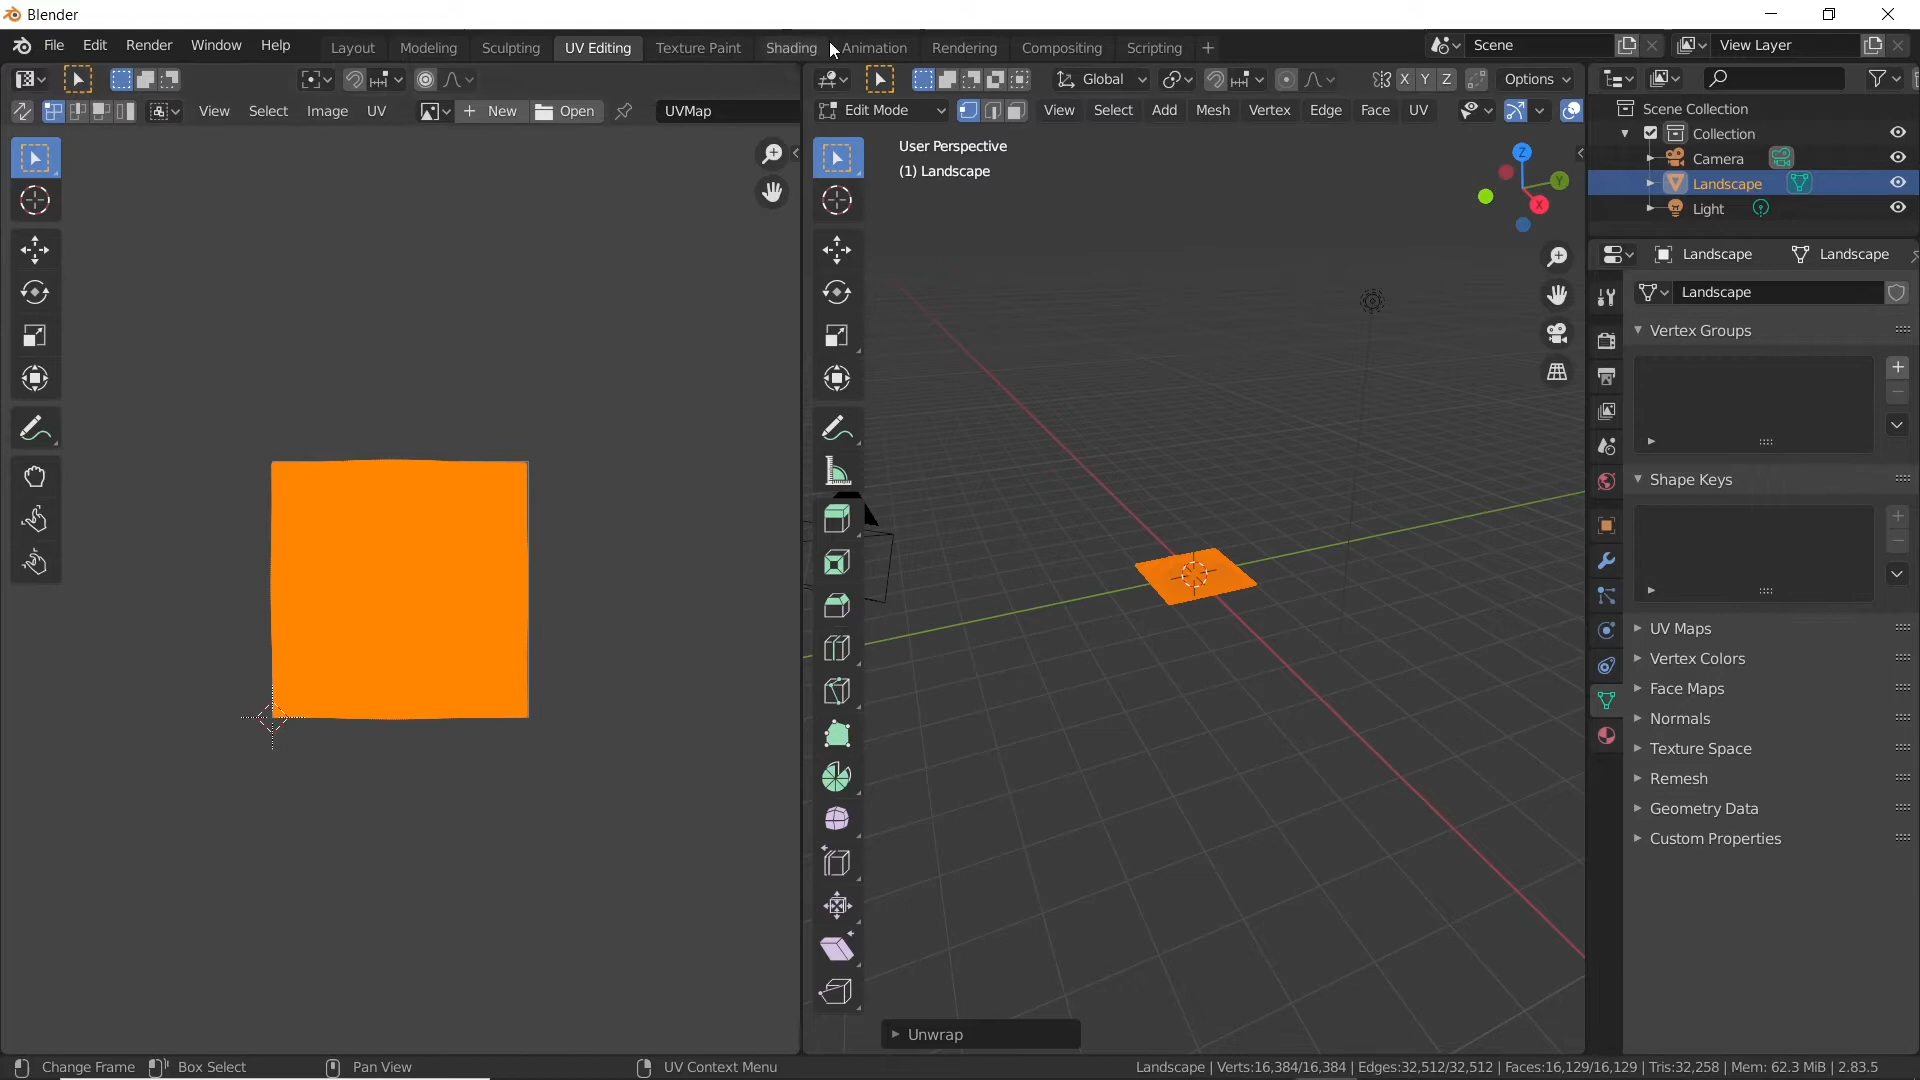 Blender
File Edit Render Window Help Layout Modeling Sculpting UV Editing Texture Paint Shading Animation Rendering Compositing Scripting + Scene View Layer
Global X Y Z Options
View Select Image UV + New Open UVMap Edit Mode View Select Add Mesh Vertex Edge Face UV
Scene Collection
Collection
Camera
Landscape
Light
User Perspective
(1) Landscape
Z
Y
X
Landscape Landscape
Landscape
Vertex Groups
Shape Keys
UV Maps
Vertex Colors
Face Maps
Normals
Texture Space
Remesh
Geometry Data
Custom Properties
Unwrap
Change Frame Box Select Pan View UV Context Menu Landscape | Verts:16,384/16,384 | Edges:32,512/32,512 | Faces:16,129/16,129 | Tris:32,258 | Mem: 62.3 MiB | 2.83.5